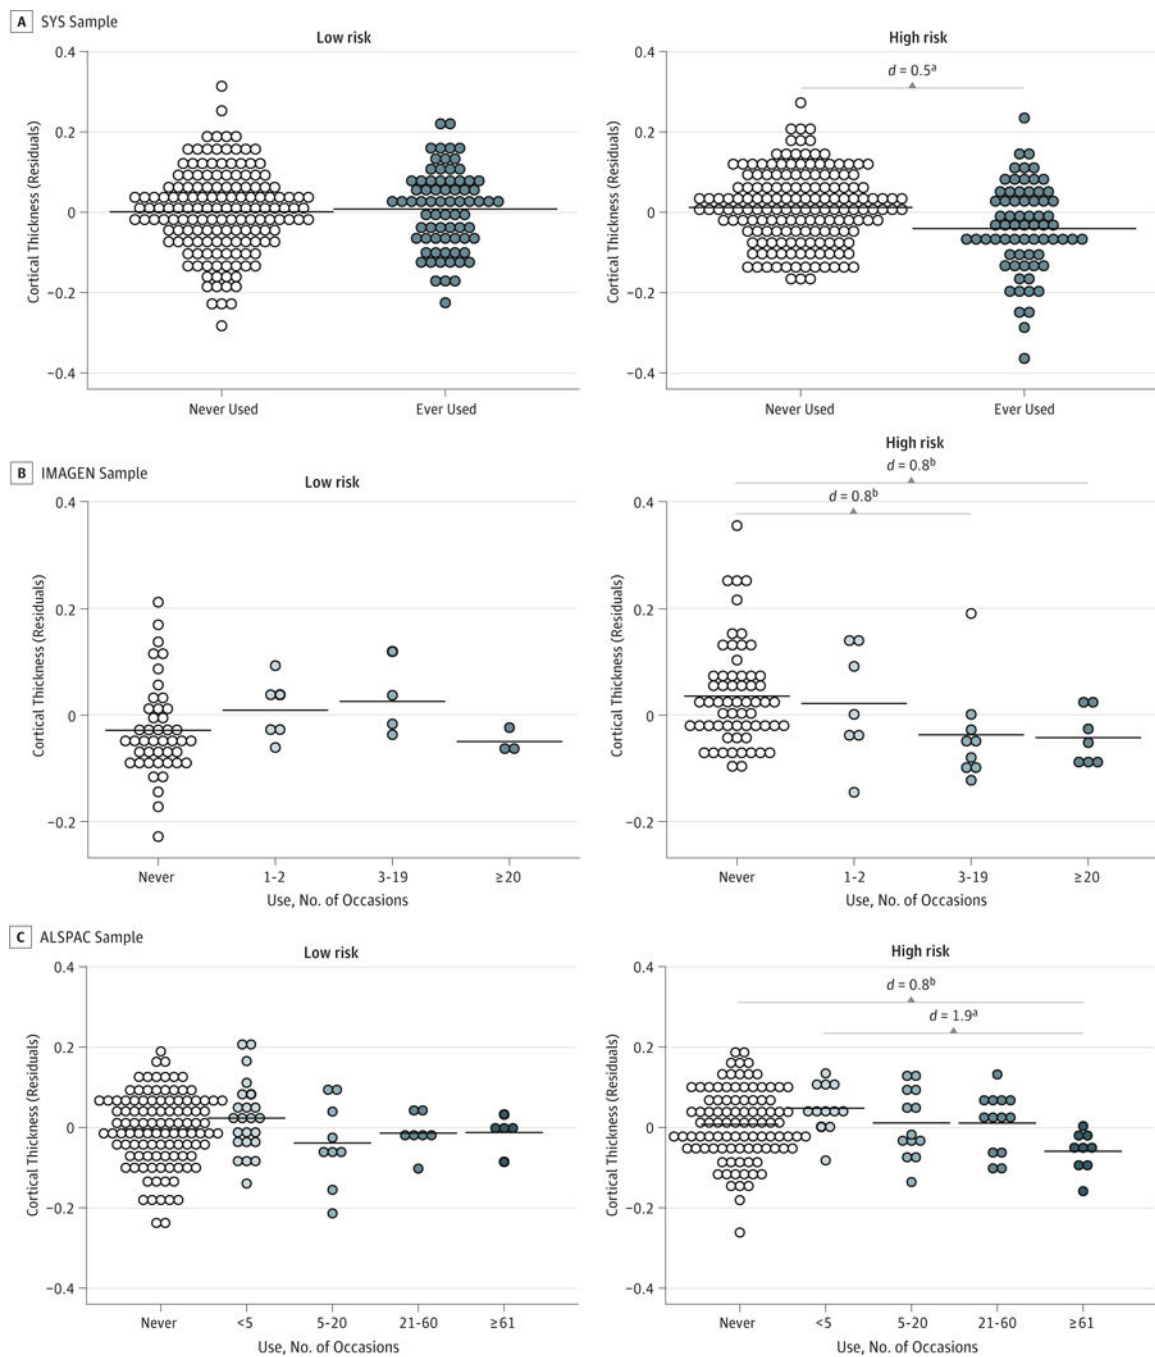 A SYS Sample
Low risk
High risk
0.4
0.2
0
−0.2
−0.4
Cortical Thickness (Residuals)
Never Used
Ever Used
0.4
0.2
0
−0.2
−0.4
Cortical Thickness (Residuals)
d = 0.5a
Never Used
Ever Used
B IMAGEN Sample
Low risk
High risk
0.4
0.2
0
−0.2
Cortical Thickness (Residuals)
Never
1-2
3-19
≥20
Use, No. of Occasions
d = 0.8b
d = 0.8b
0.4
0.2
0
−0.2
Cortical Thickness (Residuals)
Never
1-2
3-19
≥20
Use, No. of Occasions
C ALSPAC Sample
Low risk
High risk
0.4
0.2
0
−0.2
−0.4
Cortical Thickness (Residuals)
Never
<5
5-20
21-60
≥61
Use, No. of Occasions
d = 0.8b
d = 1.9a
0.4
0.2
0
−0.2
−0.4
Cortical Thickness (Residuals)
Never
<5
5-20
21-60
≥61
Use, No. of Occasions